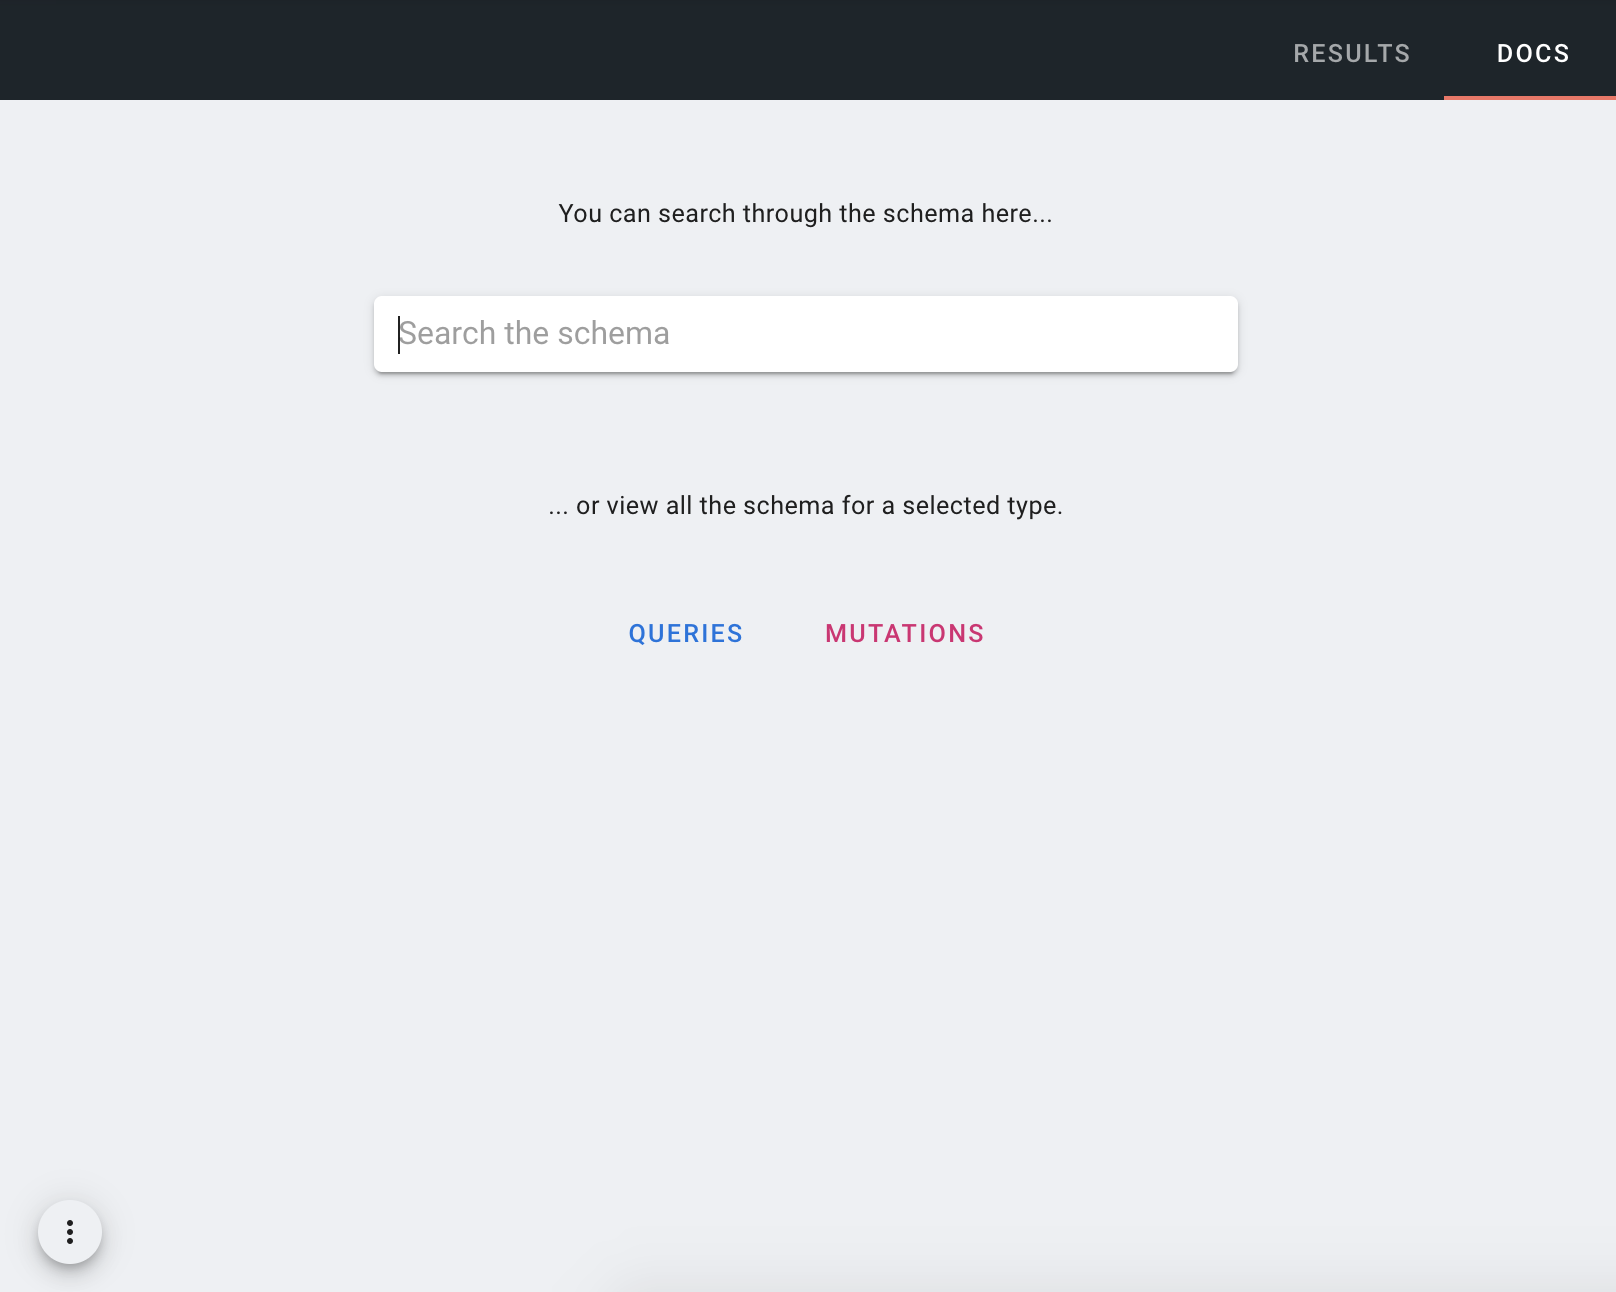 RESULTS DOCS
You can search through the schema here...
Search the schema
... or view all the schema for a selected type.
QUERIES MUTATIONS